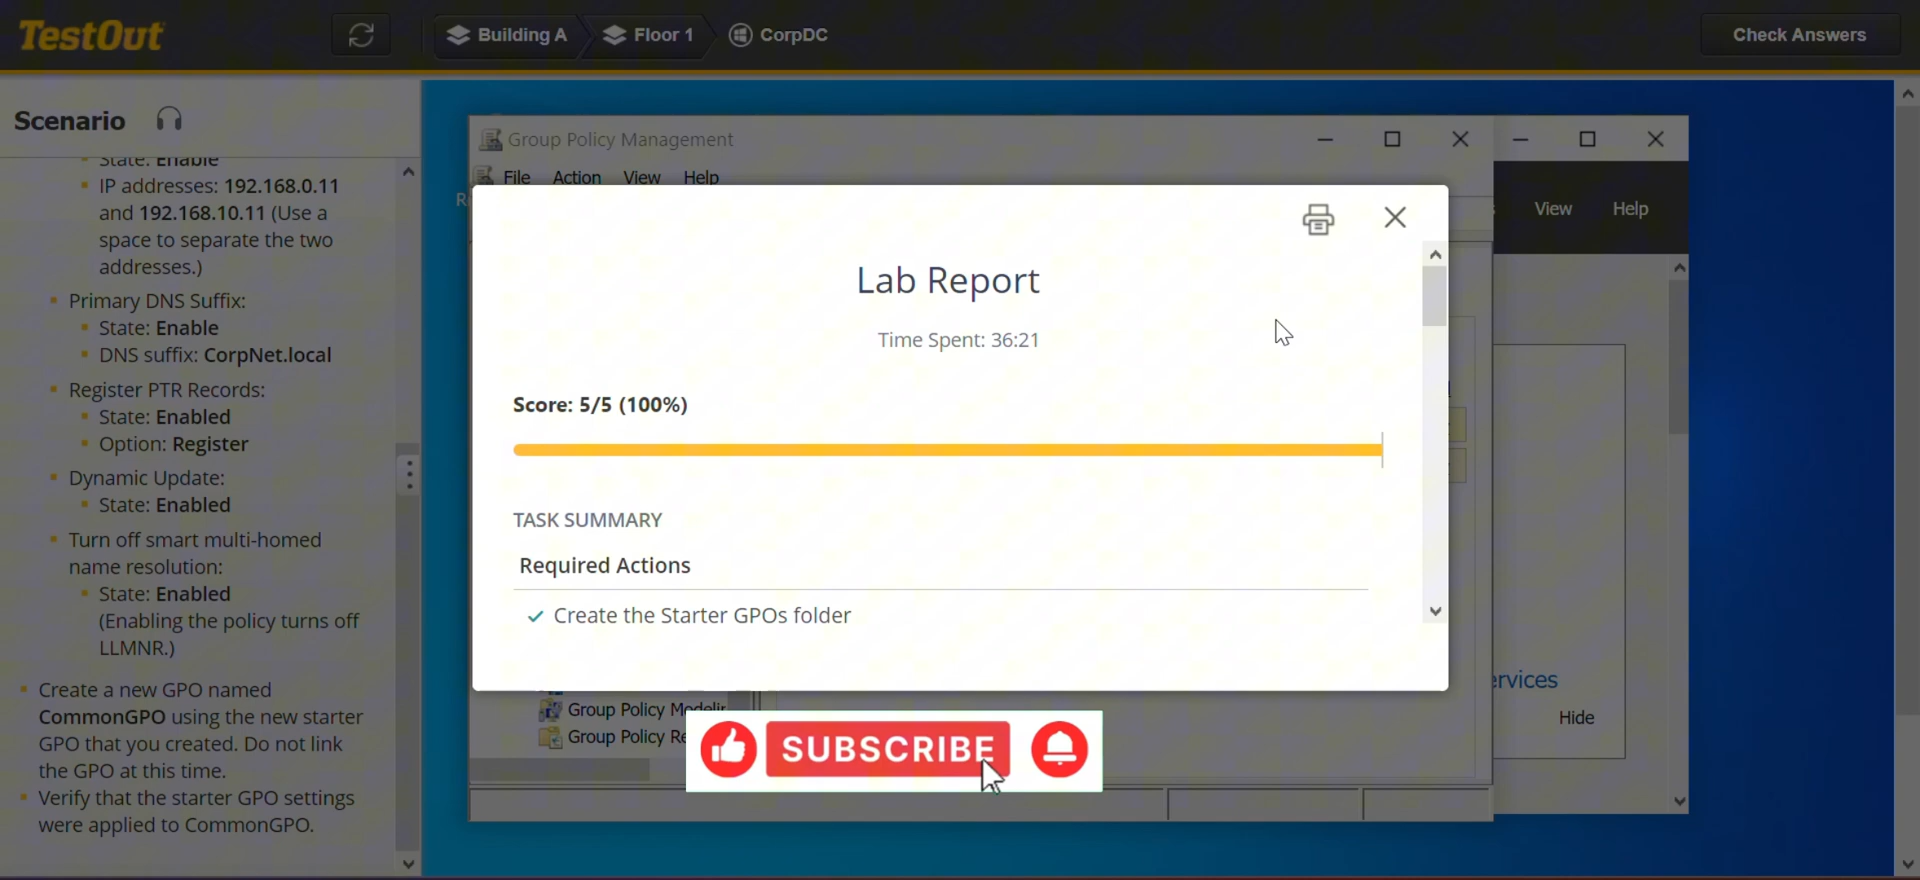 TestOut
Building A
Floor 1
CorpDC
Check Answers
Scenario
State: Enable
IP addresses: 192.168.0.11
and 192.168.10.11 (Use a
space to separate the two
addresses.)
Primary DNS Suffix:
State: Enable
DNS suffix: CorpNet.local
Register PTR Records:
State: Enabled
Option: Register
Dynamic Update:
State: Enabled
Turn off smart multi-homed
name resolution:
State: Enabled
(Enabling the policy turns off
LLMNR.)
Create a new GPO named
CommonGPO using the new starter
GPO that you created. Do not link
the GPO at this time.
Verify that the starter GPO settings
were applied to CommonGPO.
Group Policy Management
File Action View Help
View Help
Lab Report
Time Spent: 36:21
Score: 5/5 (100%)
TASK SUMMARY
Required Actions
Create the Starter GPOs folder
Group Policy
Group Policy
Hide
SUBSCRIBE